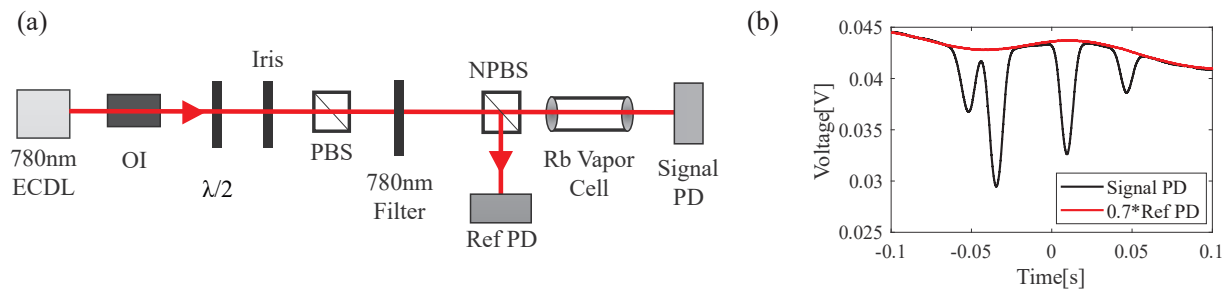 (a)
Iris
NPBS
780nm
ECDL
OI
λ/2
PBS
780nm
Filter
Ref PD
Rb Vapor
Cell
Signal
PD
(b)
Voltage[V]
0.045
0.04
0.035
0.03
0.025
Signal PD
0.7*Ref PD
-0.1
-0.05
0
0.05
0.1
Time[s]